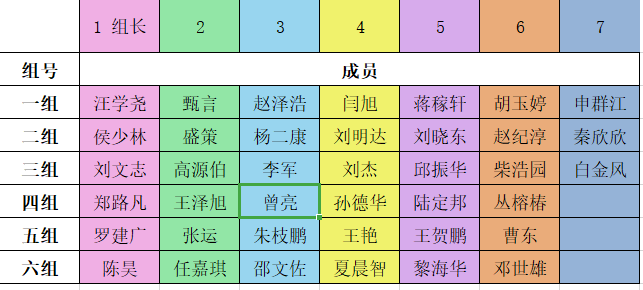 1 组长 2 3 4 5 6 7
组号 成员
一组 汪学尧 甄言 赵泽浩 闫旭 蒋稼轩 胡玉婷 申群江
二组 侯少林 盛策 杨二康 刘明达 刘晓东 赵纪淳 秦欣欣
三组 刘文志 高源伯 李军 刘杰 邱振华 柴浩园 白金风
四组 郑路凡 王泽旭 曾亮 孙德华 陆定邦 丛榕椿
五组 罗建广 张运 朱枝鹏 王艳 王贺鹏 曹东
六组 陈昊 任嘉琪 邵文佐 夏晨智 黎海华 邓世雄